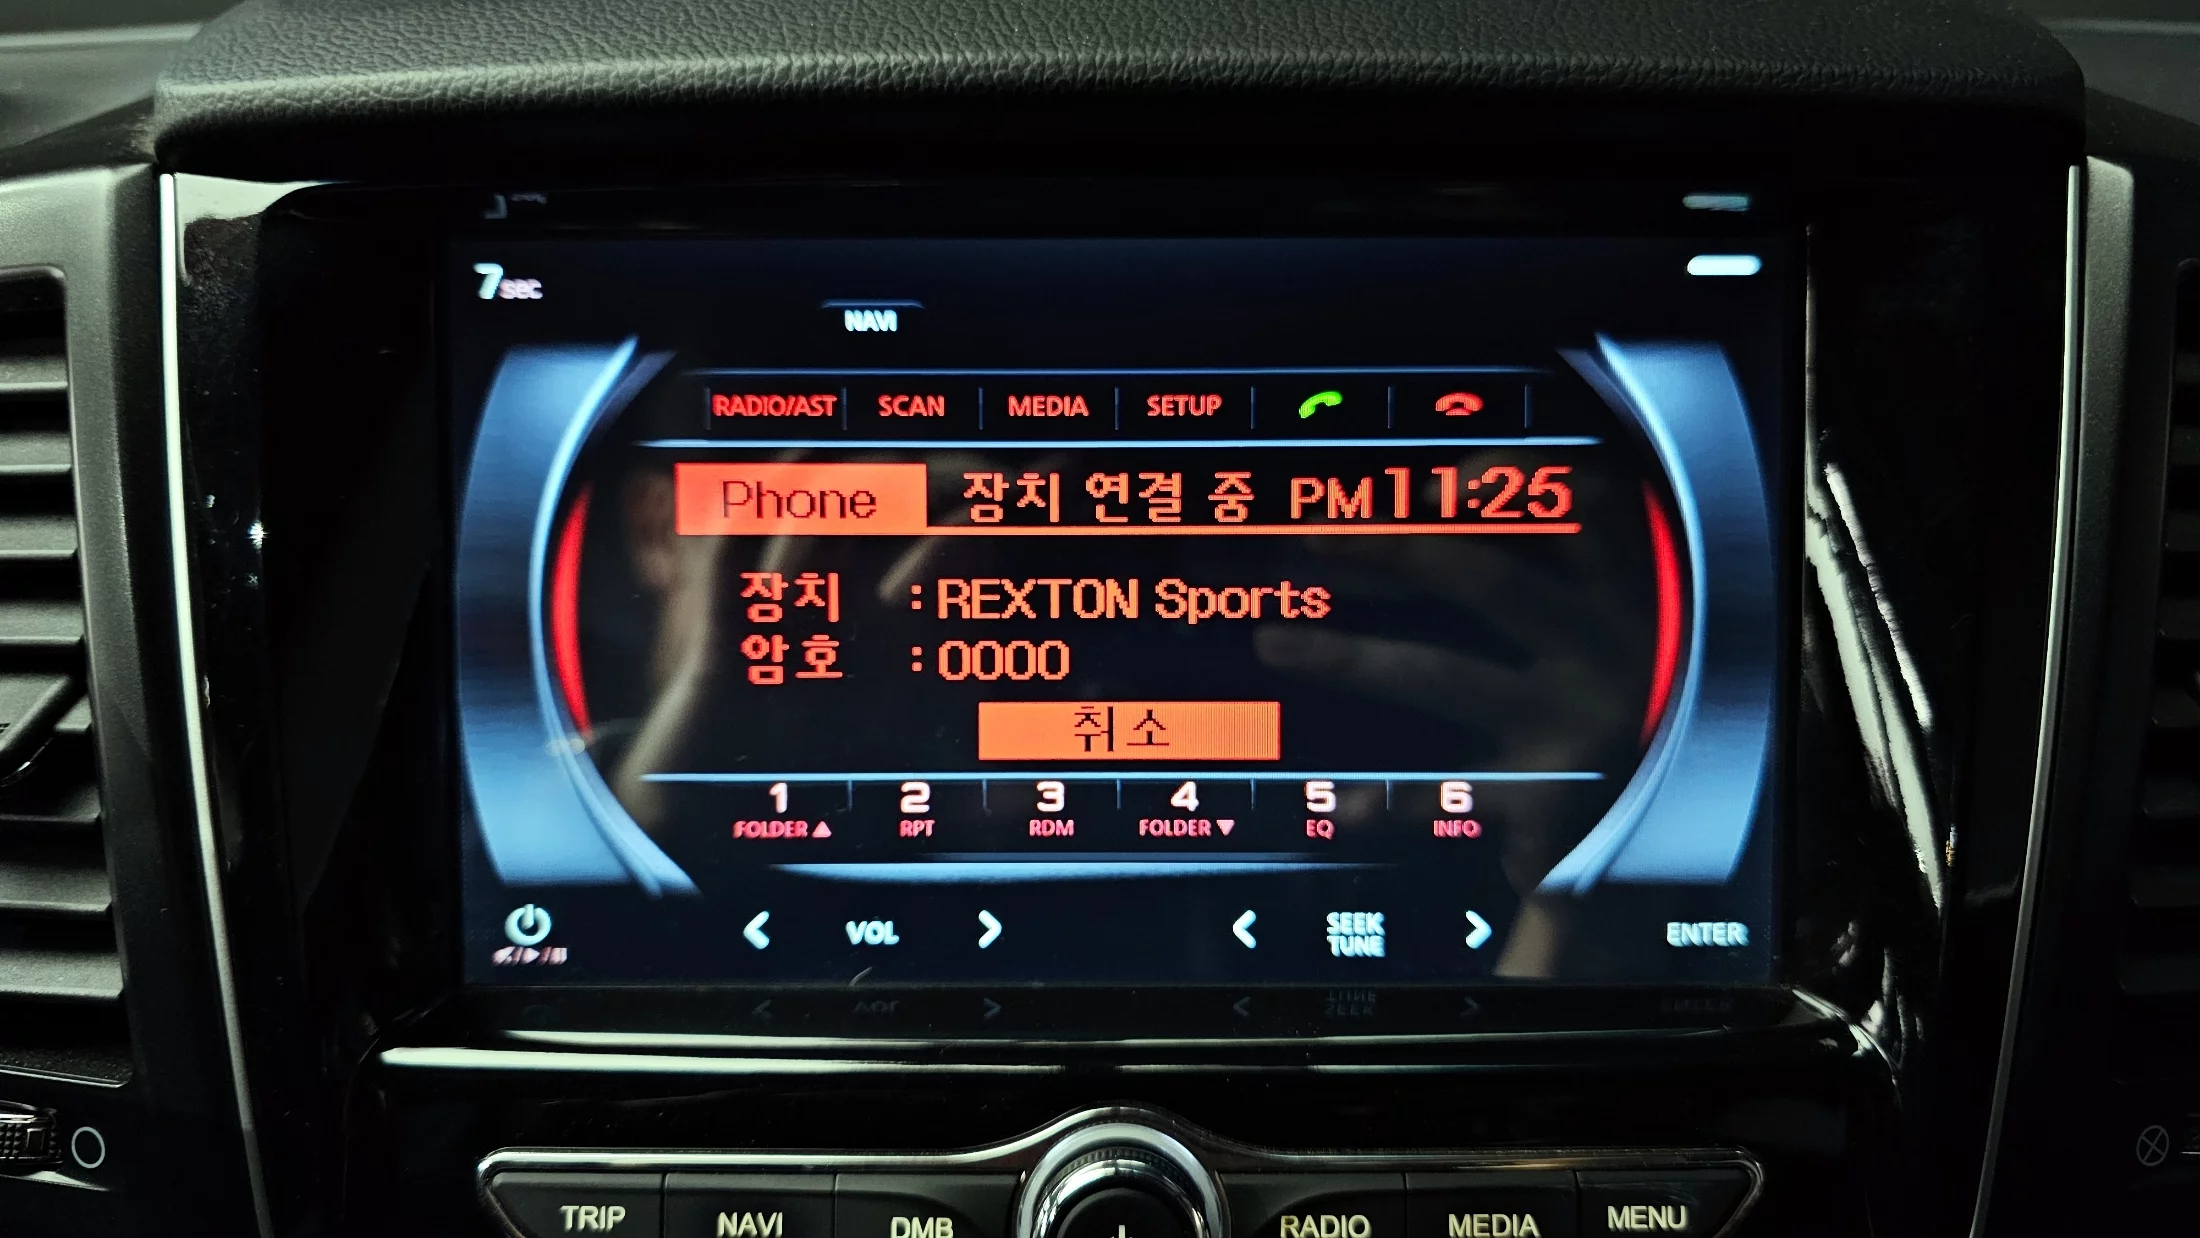 7sec
NAVI
RADIO/AST SCAN MEDIA SETUP
Phone 장치 연결 중 PM 11:25
장치 : REXTON Sports
암호 : 0000
취소
1 2 3 4 5 6
FOLDER▲ RPT RDM FOLDER▼ EQ INFO
< VOL > < SEEK TUNE > ENTER
TRIP NAVI DMB RADIO MEDIA MENU